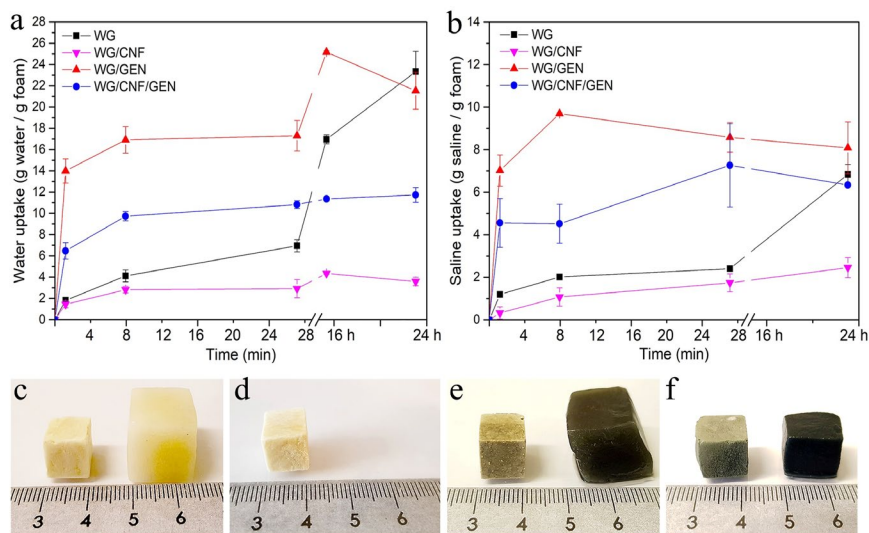 a
28
26
24
22
20
18
16
14
12
10
8
6
4
2
0
Water uptake (g water / g foam)
WG
WG/CNF
WG/GEN
WG/CNF/GEN
4 8 12 16 20 24 28 // 16 h 24 h
Time (min)
b
14
12
10
8
6
4
2
0
Saline uptake (g saline / g foam)
WG
WG/CNF
WG/GEN
WG/CNF/GEN
4 8 12 16 20 24 28 // 16 h 24 h
Time (min)
c
3 4 5 6
d
3 4 5 6
e
3 4 5 6
f
3 4 5 6